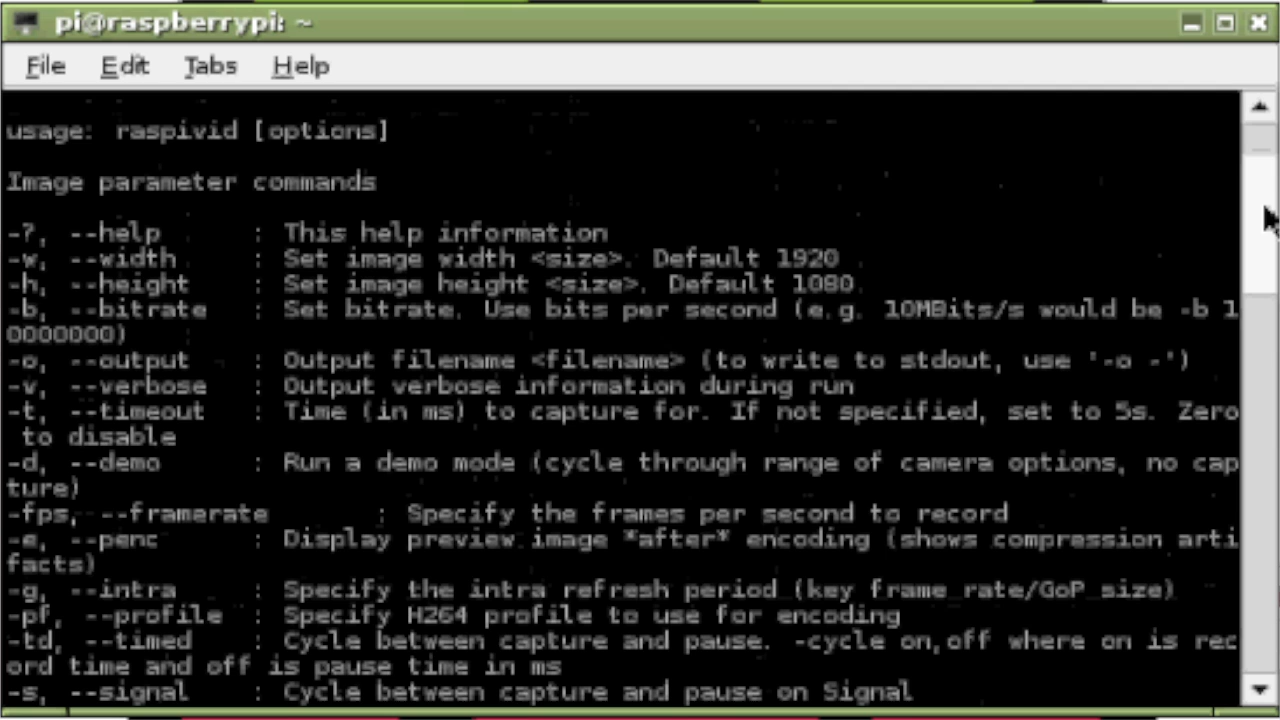 pi@raspberrypi: ~
File Edit Tabs Help
usage: raspivid [options]
Image parameter commands
-?, --help : This help information
-w, --width : Set image width <size>. Default 1920
-h, --height : Set image height <size>. Default 1080
-b, --bitrate : Set bitrate. Use bits per second (e.g. 10MBits/s would be -b 1
0000000)
-o, --output : Output filename <filename> (to write to stdout, use '-o -')
-v, --verbose : Output verbose information during run
-t, --timeout : Time (in ms) to capture for. If not specified, set to 5s. Zero
to disable
-d, --demo : Run a demo mode (cycle through range of camera options, no cap
ture)
-fps, --framerate : Specify the frames per second to record
-e, --penc : Display preview image *after* encoding (shows compression arti
facts)
-g, --intra : Specify the intra refresh period (key frame rate/GoP size)
-pf, --profile : Specify H264 profile to use for encoding
-td, --timed : Cycle between capture and pause. -cycle on,off where on is rec
ord time and off is pause time in ms
-s, --signal : Cycle between capture and pause on Signal